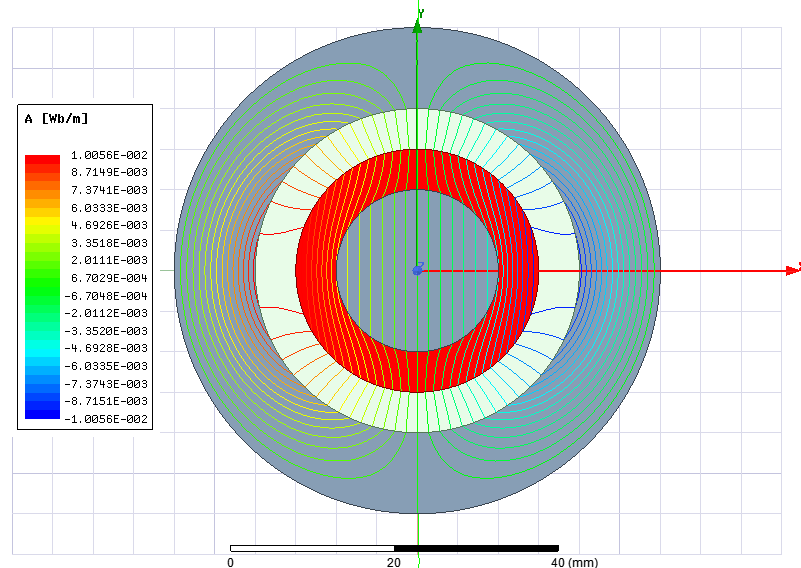 Y
A [Wb/m]
1.0056E-002
8.7149E-003
7.3741E-003
6.0333E-003
4.6926E-003
3.3518E-003
2.0111E-003
6.7029E-004
-6.7048E-004
-2.0112E-003
-3.3520E-003
-4.6928E-003
-6.0335E-003
-7.3743E-003
-8.7151E-003
-1.0056E-002
Z
0
20
40 (mm)